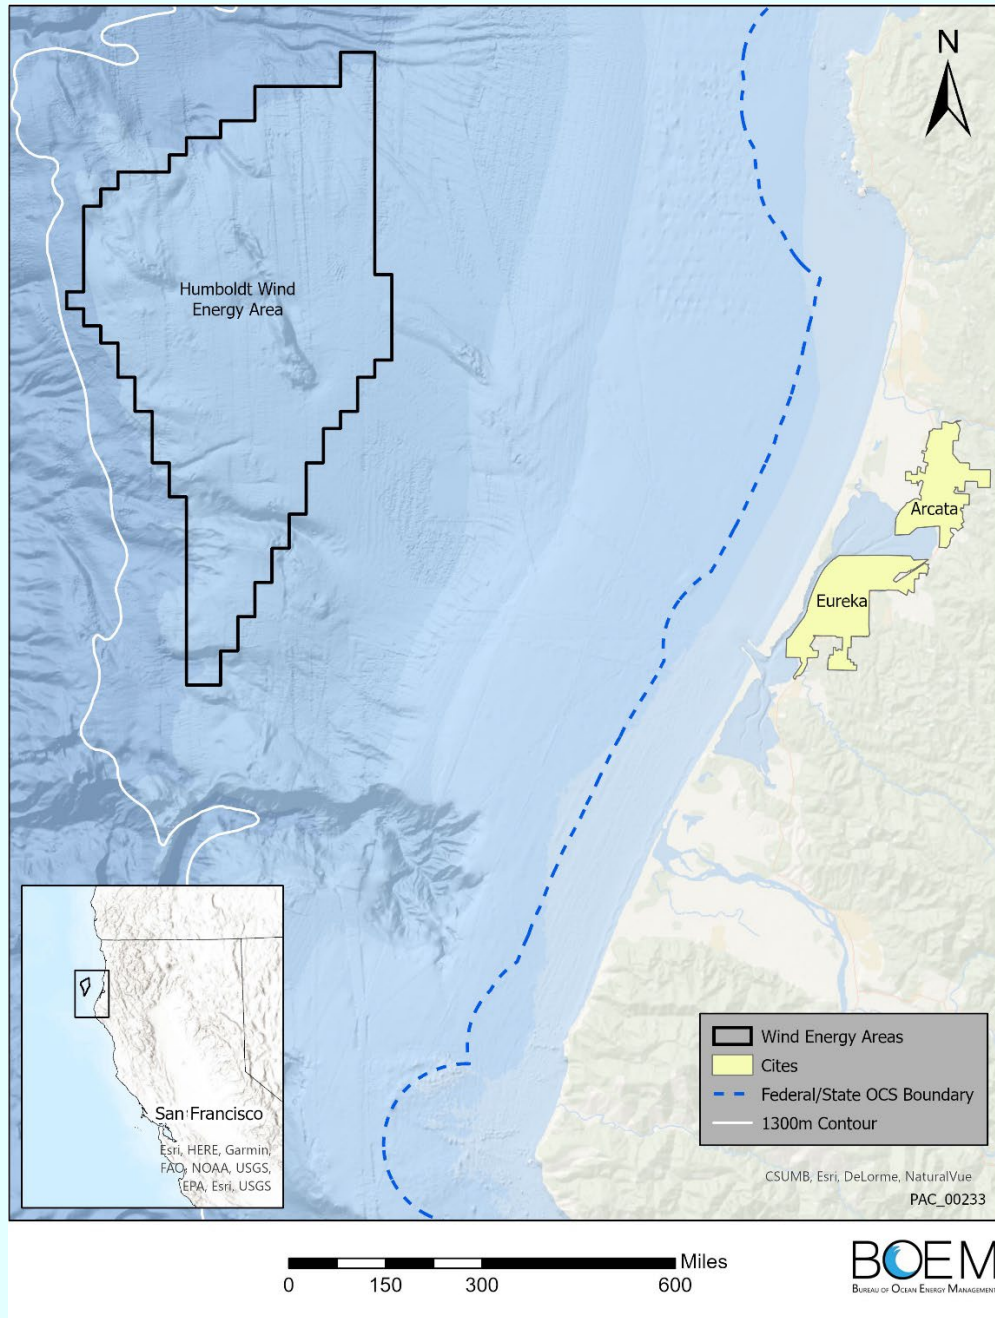 N
Humboldt Wind
Energy Area
Arcata
Eureka
San Francisco
Esri, HERE, Garmin,
FAO, NOAA, USGS,
EPA, Esri, USGS
Wind Energy Areas
Cites
Federal/State OCS Boundary
1300m Contour
CSUMB, Esri, DeLorme, NaturalVue
PAC_00233
Miles
0 150 300 600
BOEM
BUREAU OF OCEAN ENERGY MANAGEMENT